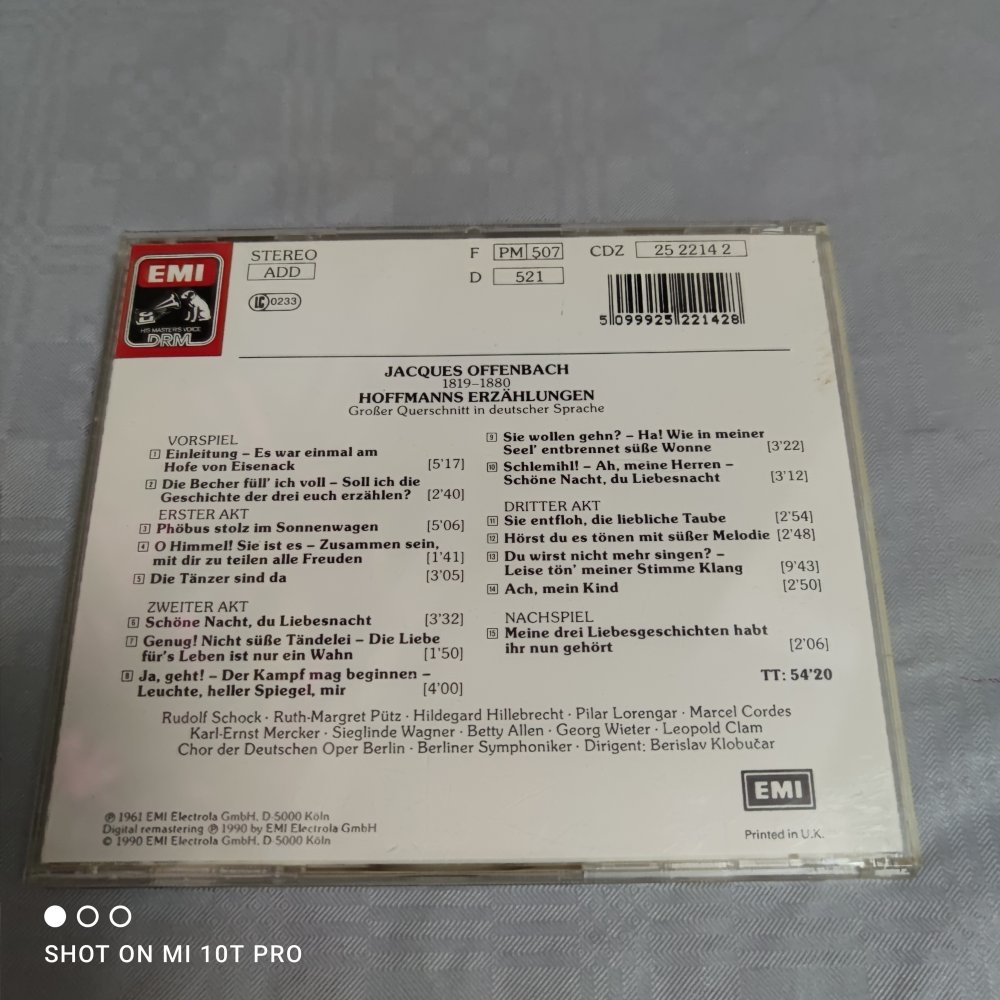 EMI
HIS MASTER'S VOICE
DRM
STEREO
ADD
LC 0233
F PM 507
D 521
CDZ 25 2214 2
5 099925 221428
JACQUES OFFENBACH
1819–1880
HOFFMANNS ERZÄHLUNGEN
Großer Querschnitt in deutscher Sprache
VORSPIEL
1 Einleitung – Es war einmal am
Hofe von Eisenack [5'17]
2 Die Becher füll' ich voll – Soll ich die
Geschichte der drei euch erzählen? [2'40]
ERSTER AKT
3 Phöbus stolz im Sonnenwagen [5'06]
4 O Himmel! Sie ist es – Zusammen sein,
mit dir zu teilen alle Freuden [1'41]
5 Die Tänzer sind da [3'05]
ZWEITER AKT
6 Schöne Nacht, du Liebesnacht [3'32]
7 Genug! Nicht süße Tändelei – Die Liebe
für's Leben ist nur ein Wahn [1'50]
8 Ja, geht! – Der Kampf mag beginnen –
Leuchte, heller Spiegel, mir [4'00]
9 Sie wollen gehn? – Ha! Wie in meiner
Seel' entbrennet süße Wonne [3'22]
10 Schlemihl! – Ah, meine Herren –
Schöne Nacht, du Liebesnacht [3'12]
DRITTER AKT
11 Sie entfloh, die liebliche Taube [2'54]
12 Hörst du es tönen mit süßer Melodie [2'48]
13 Du wirst nicht mehr singen? –
Leise tön' meiner Stimme Klang [9'43]
14 Ach, mein Kind [2'50]
NACHSPIEL
15 Meine drei Liebesgeschichten habt
ihr nun gehört [2'06]
TT: 54'20
Rudolf Schock · Ruth-Margret Pütz · Hildegard Hillebrecht · Pilar Lorengar · Marcel Cordes
Karl-Ernst Mercker · Sieglinde Wagner · Betty Allen · Georg Wieter · Leopold Clam
Chor der Deutschen Oper Berlin · Berliner Symphoniker · Dirigent: Berislav Klobučar
EMI
Printed in U.K.
℗ 1961 EMI Electrola GmbH, D-5000 Köln
Digital remastering ℗ 1990 by EMI Electrola GmbH
© 1990 EMI Electrola GmbH, D-5000 Köln
SHOT ON MI 10T PRO